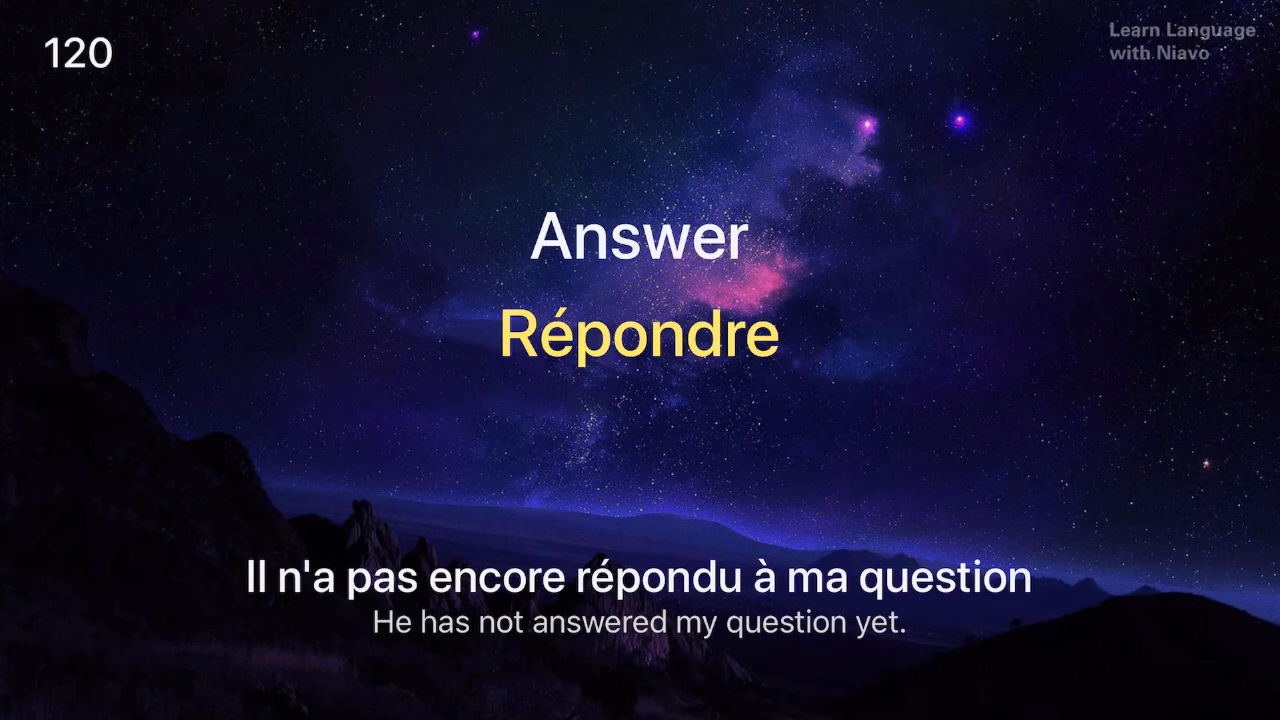 120
Learn Language
with Niavo
Answer
Répondre
Il n'a pas encore répondu à ma question
He has not answered my question yet.